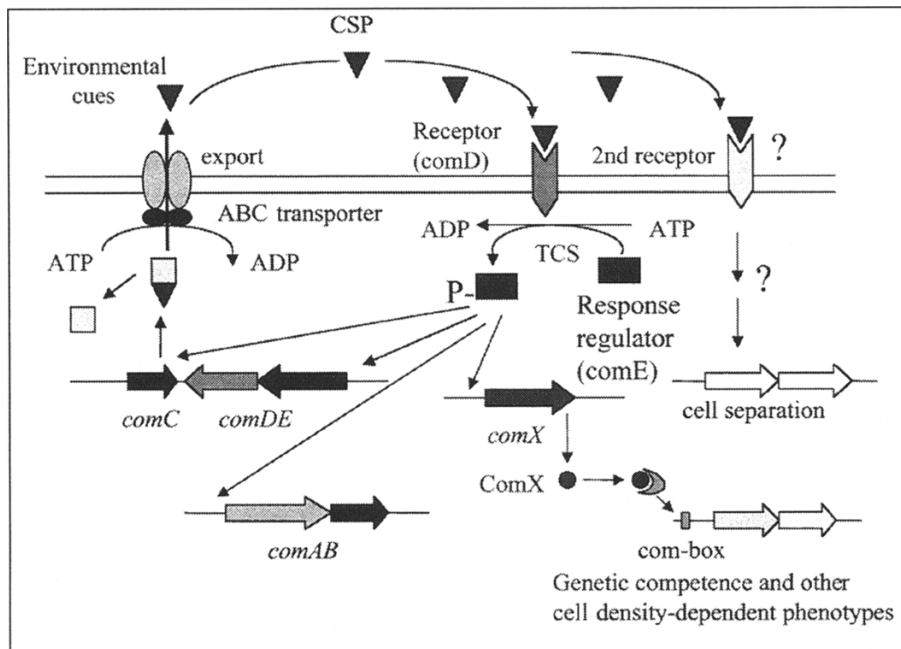 CSP
Environmental
cues
export
Receptor
(comD)
2nd receptor
?
ABC transporter
ATP
ADP
ADP
ATP
TCS
P-
Response
regulator
(comE)
?
comC
comDE
comX
cell separation
comAB
ComX
com-box
Genetic competence and other
cell density-dependent phenotypes